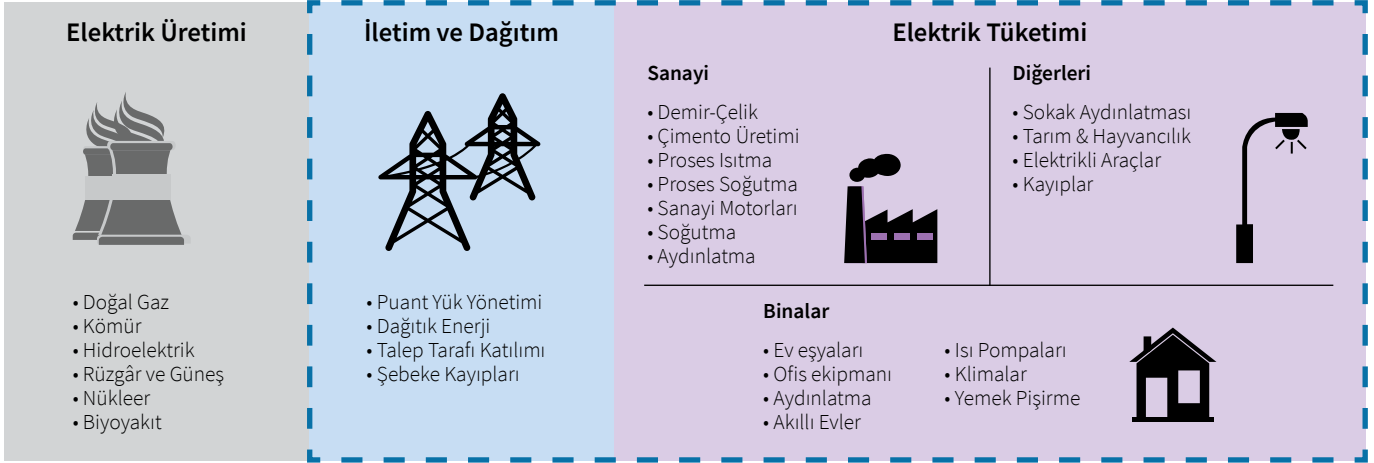 Elektrik Üretimi
• Doğal Gaz
• Kömür
• Hidroelektrik
• Rüzgâr ve Güneş
• Nükleer
• Biyoyakıt
İletim ve Dağıtım
• Puant Yük Yönetimi
• Dağıtık Enerji
• Talep Tarafı Katılımı
• Şebeke Kayıpları
Elektrik Tüketimi
Sanayi
• Demir-Çelik
• Çimento Üretimi
• Proses Isıtma
• Proses Soğutma
• Sanayi Motorları
• Soğutma
• Aydınlatma
Diğerleri
• Sokak Aydınlatması
• Tarım & Hayvancılık
• Elektrikli Araçlar
• Kayıplar
Binalar
• Ev eşyaları
• Ofis ekipmanı
• Aydınlatma
• Akıllı Evler
• Isı Pompaları
• Klimalar
• Yemek Pişirme